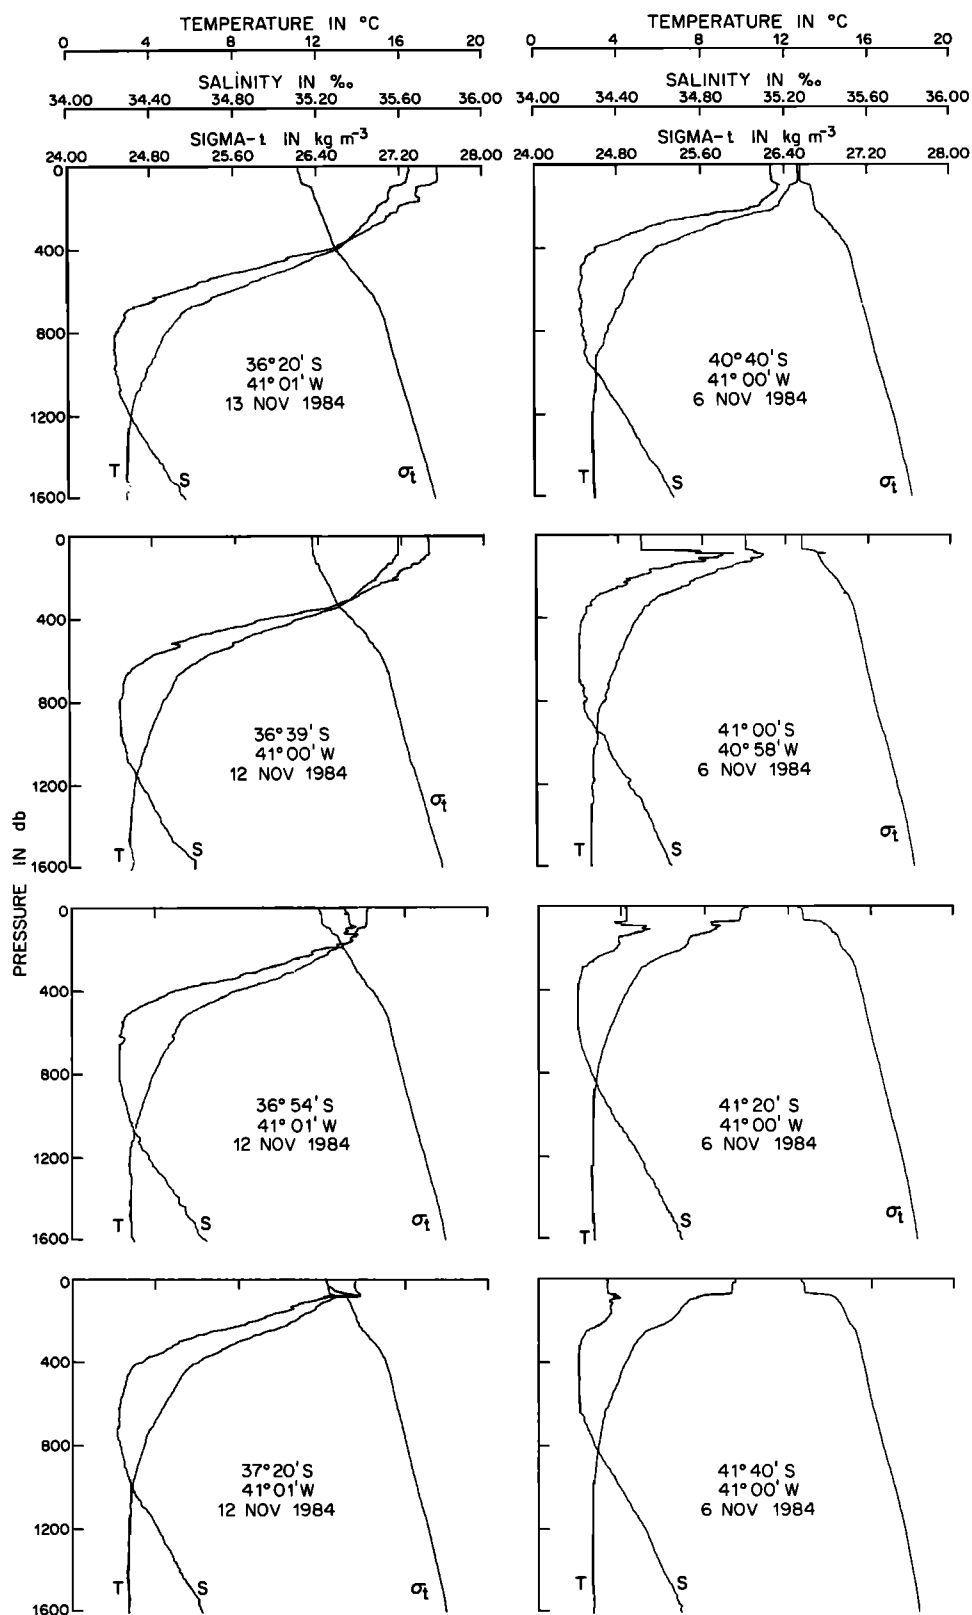 TEMPERATURE IN °C
0 4 8 12 16 20
SALINITY IN ‰
34.00 34.40 34.80 35.20 35.60 36.00
SIGMA-t IN kg m-3
24.00 24.80 25.60 26.40 27.20 28.00
TEMPERATURE IN °C
0 4 8 12 16 20
SALINITY IN ‰
34.00 34.40 34.80 35.20 35.60 36.00
SIGMA-t IN kg m-3
24.00 24.80 25.60 26.40 27.20 28.00
PRESSURE IN db
0
400
800
1200
1600
36° 20' S
41° 01' W
13 NOV 1984
T S σt
40° 40' S
41° 00' W
6 NOV 1984
T S σt
0
400
800
1200
1600
36° 39' S
41° 00' W
12 NOV 1984
T S σt
41° 00' S
40° 58' W
6 NOV 1984
T S σt
0
400
800
1200
1600
36° 54' S
41° 01' W
12 NOV 1984
T S σt
41° 20' S
41° 00' W
6 NOV 1984
T S σt
0
400
800
1200
1600
37° 20' S
41° 01' W
12 NOV 1984
T S σt
41° 40' S
41° 00' W
6 NOV 1984
T S σt